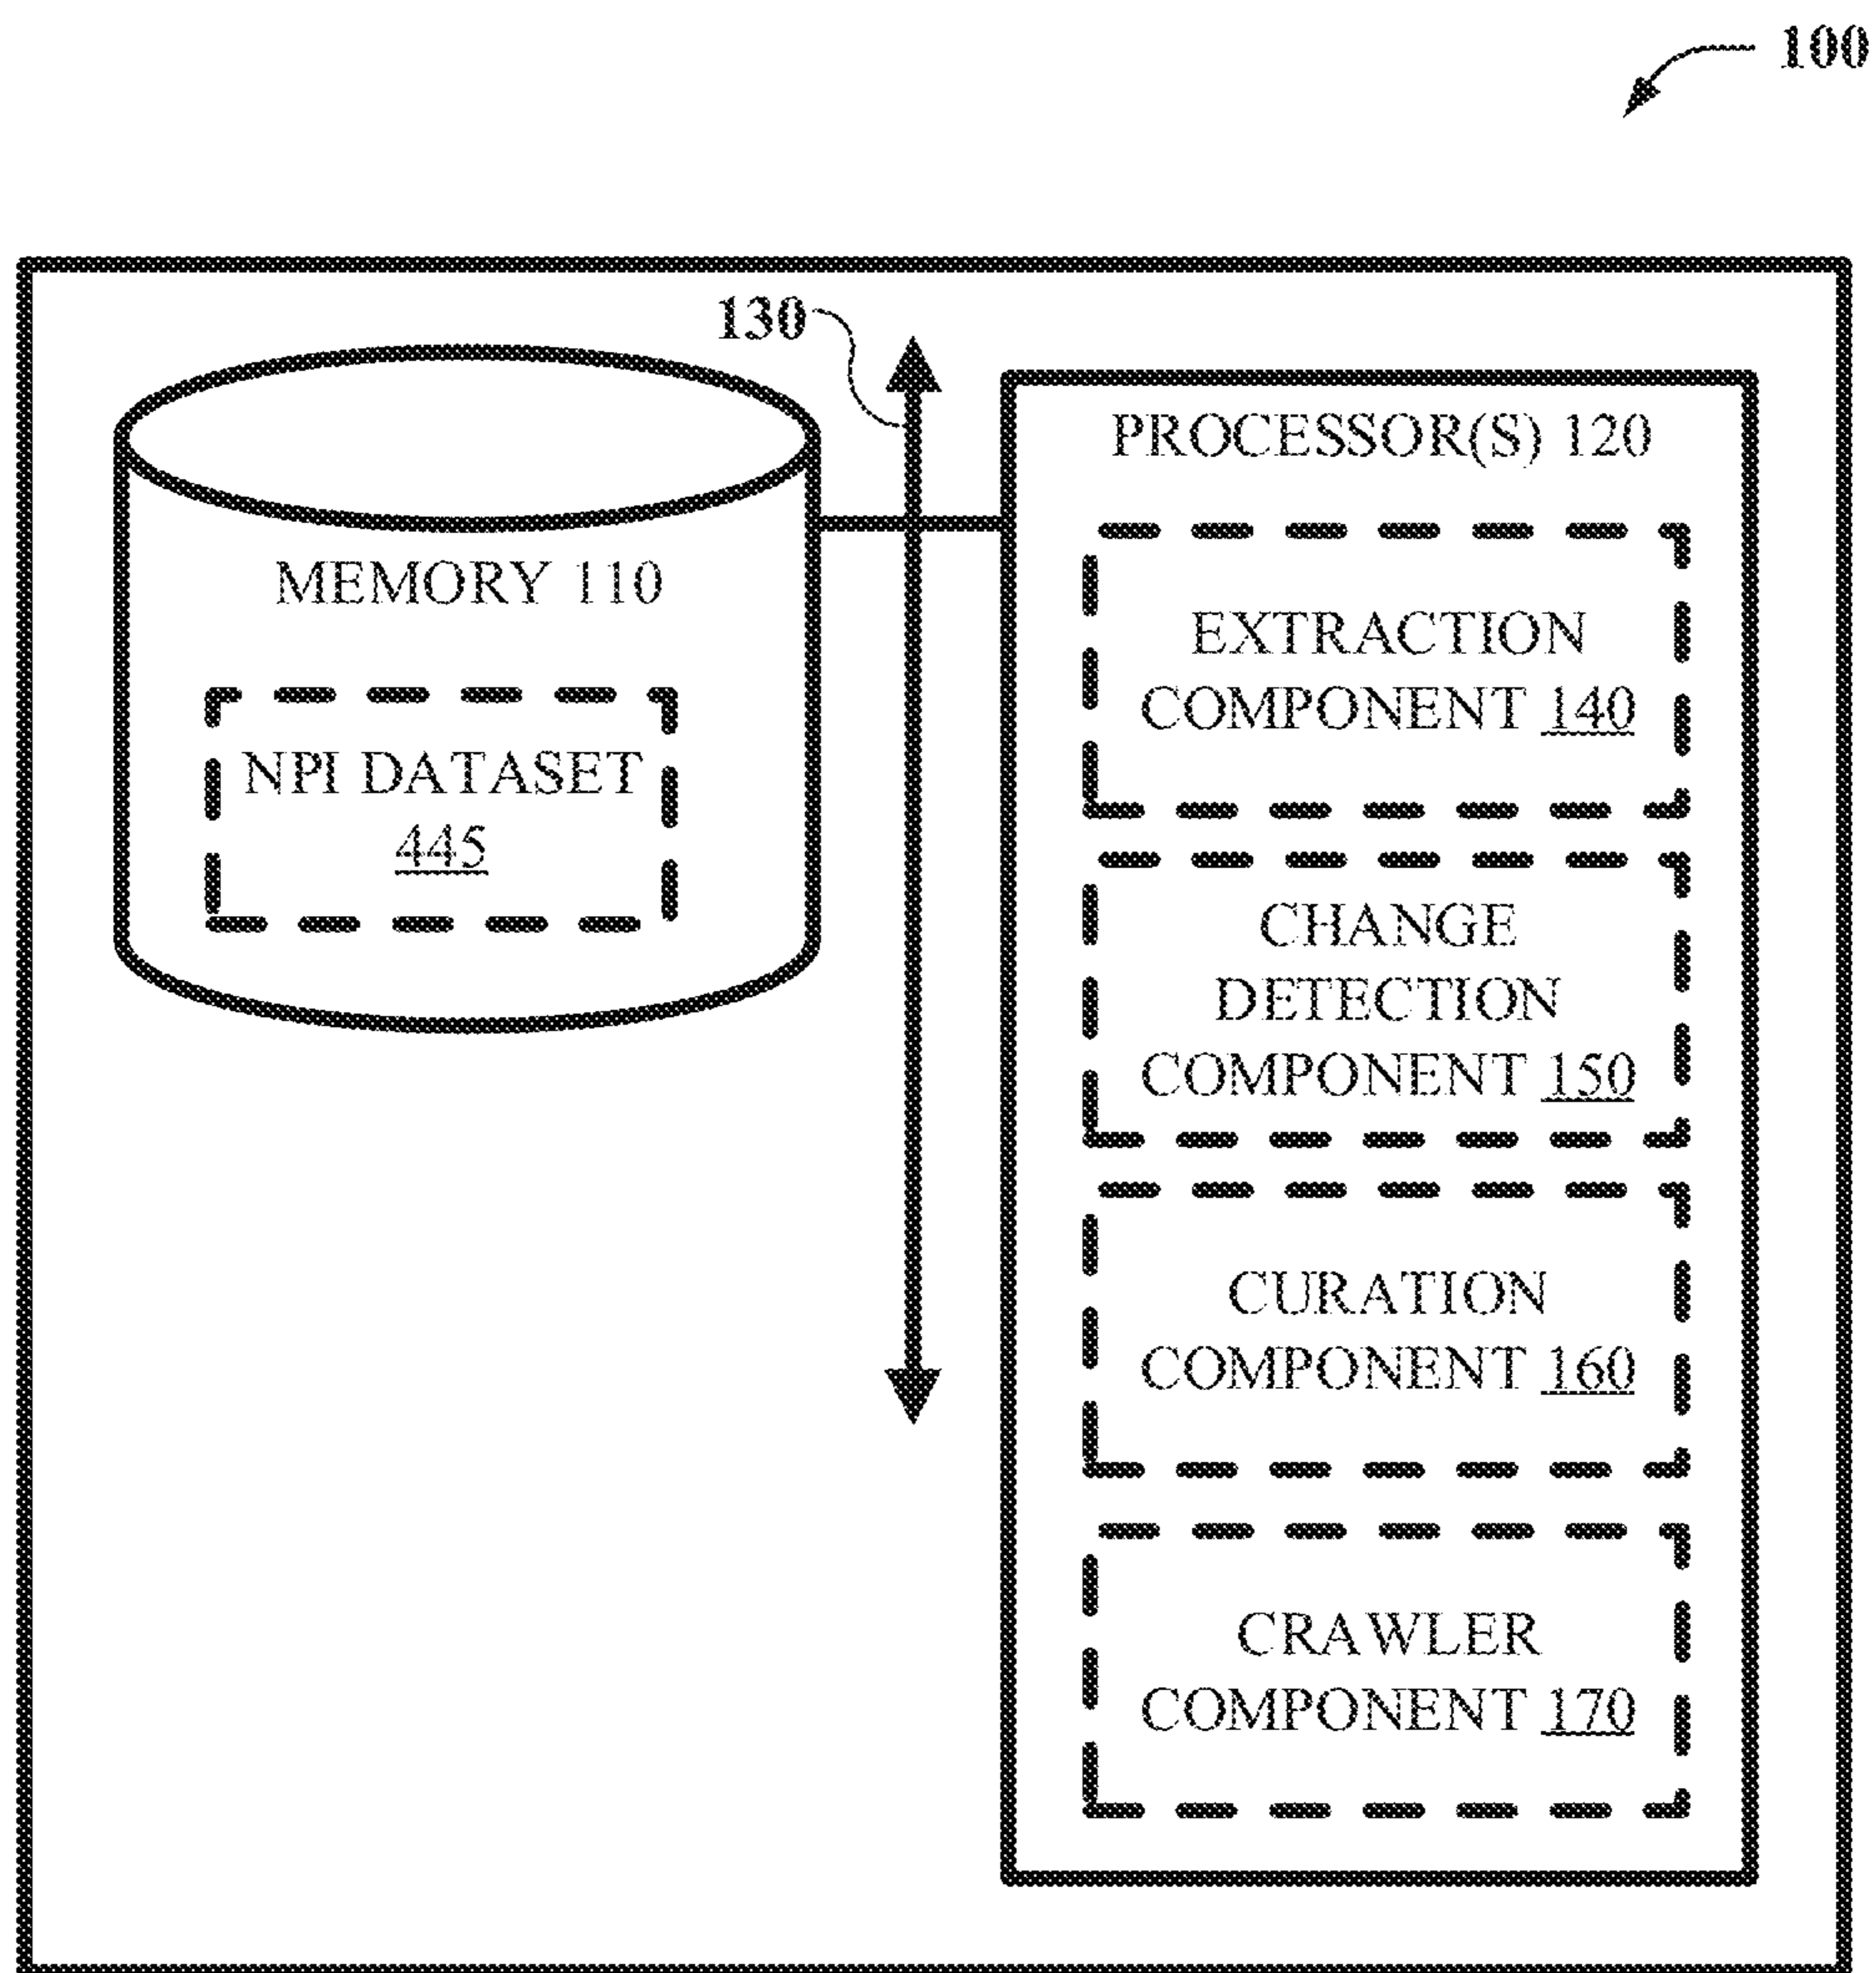 100
130
MEMORY 110
NPI DATASET
445
PROCESSOR(S) 120
EXTRACTION
COMPONENT 140
CHANGE
DETECTION
COMPONENT 150
CURATION
COMPONENT 160
CRAWLER
COMPONENT 170